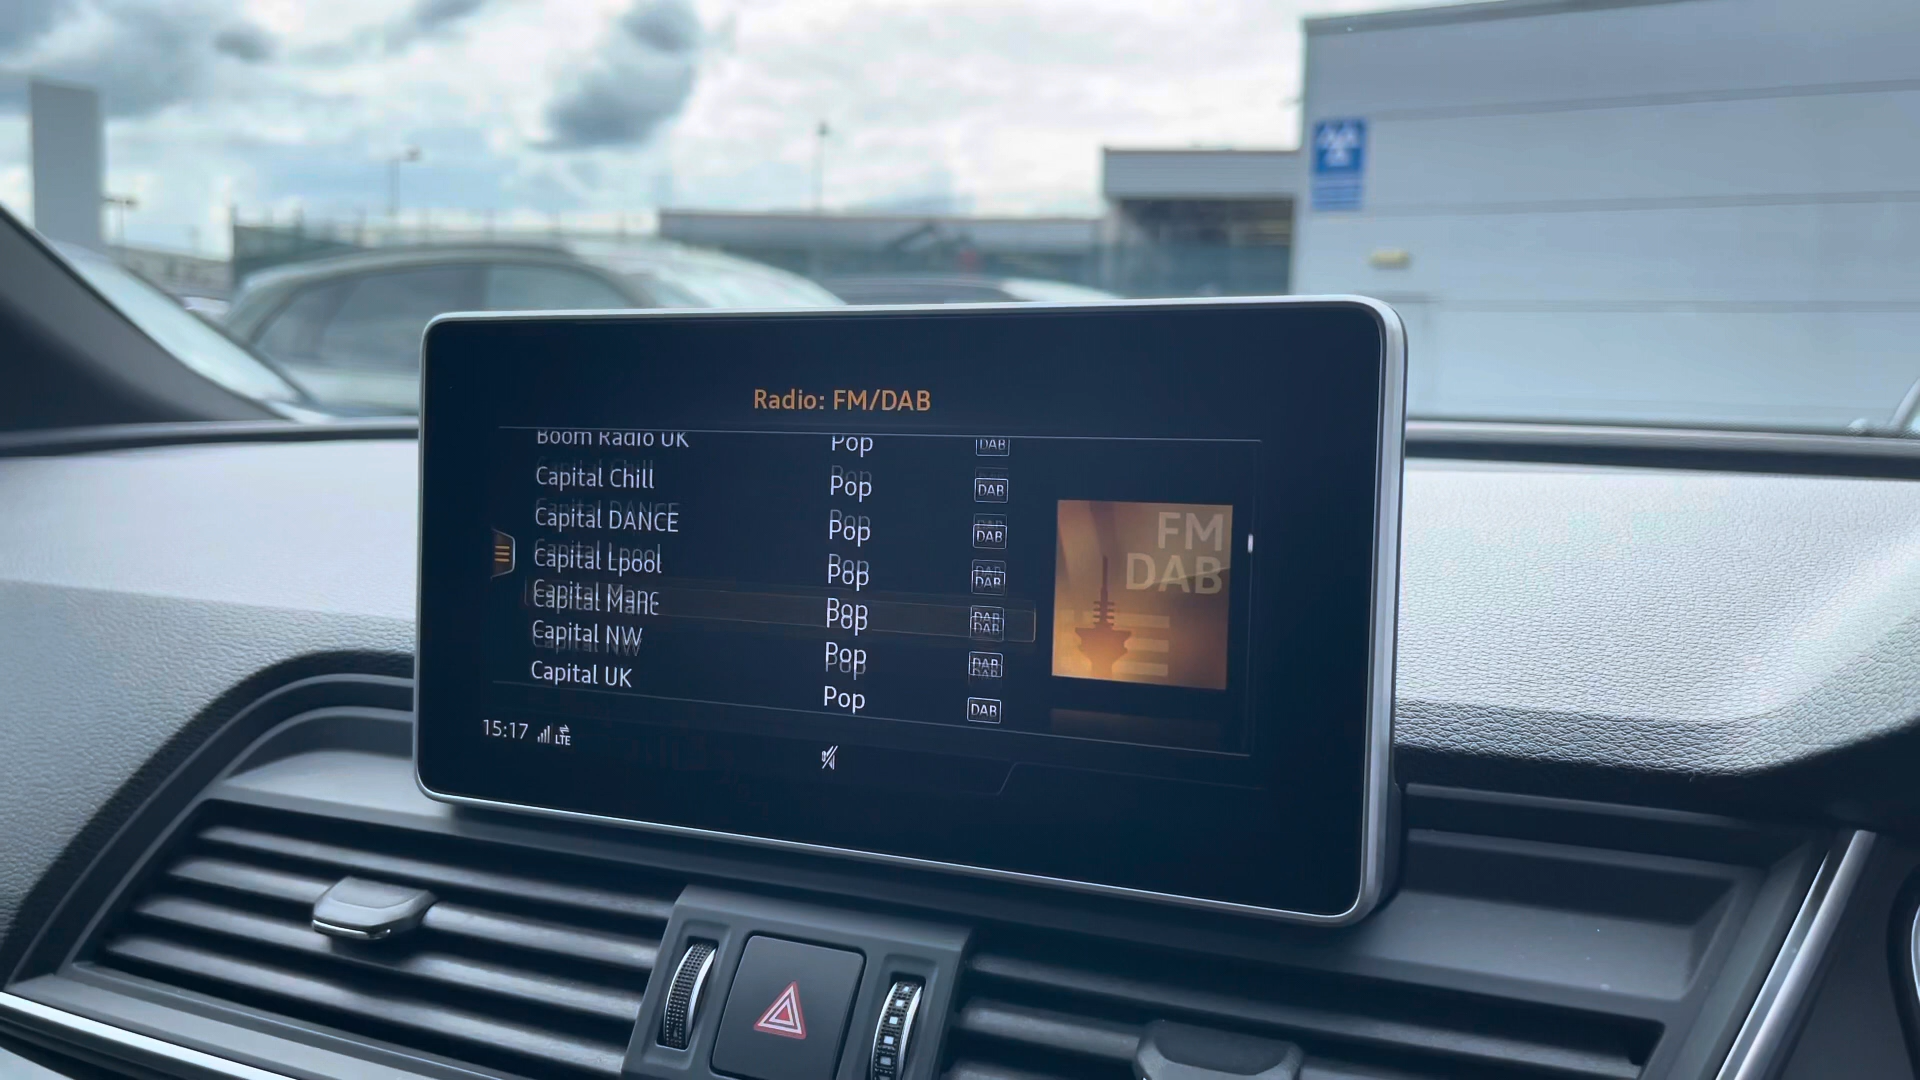 Radio: FM/DAB
Boom Radio UK Pop DAB
Capital Chill Pop DAB
Capital DANCE Pop DAB
Capital Lpool Pop DAB
Capital Manc Pop DAB
Capital NW Pop DAB
Capital UK Pop DAB
FM
DAB
15:17 LTE